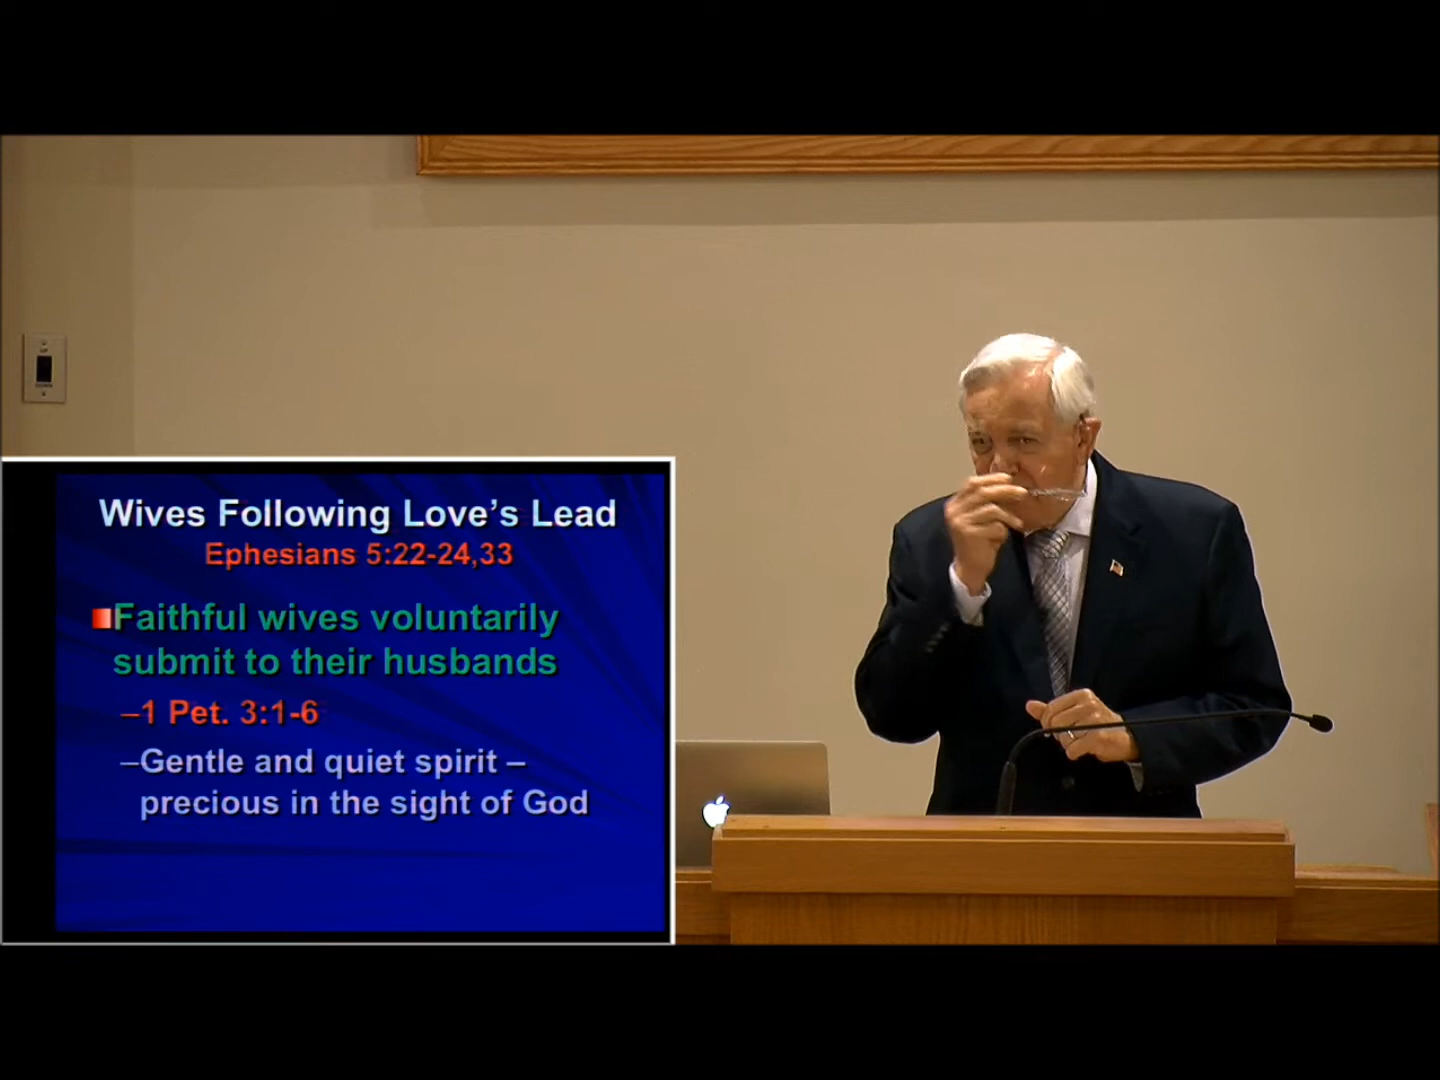 Wives Following Love's Lead
Ephesians 5:22-24,33
Faithful wives voluntarily
submit to their husbands
–1 Pet. 3:1-6
–Gentle and quiet spirit –
precious in the sight of God